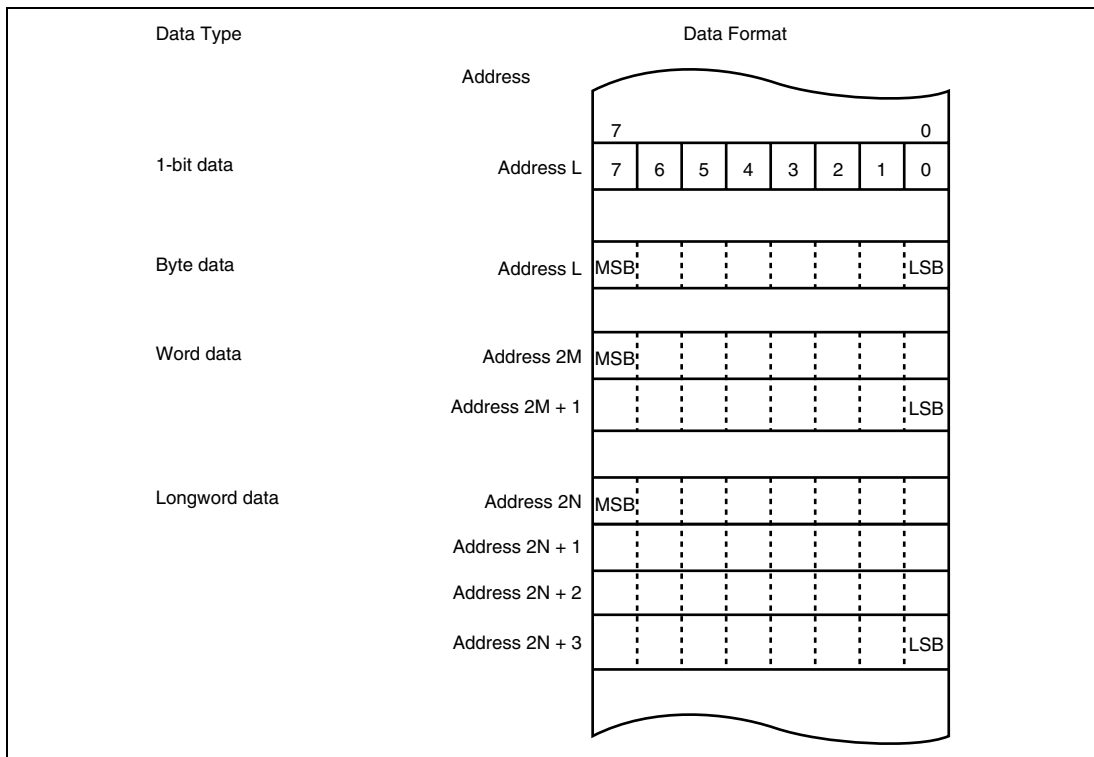 Data Type Data Format
Address
7 0
1-bit data Address L 7 6 5 4 3 2 1 0
Byte data Address L MSB LSB
Word data Address 2M MSB
Address 2M + 1 LSB
Longword data Address 2N MSB
Address 2N + 1
Address 2N + 2
Address 2N + 3 LSB